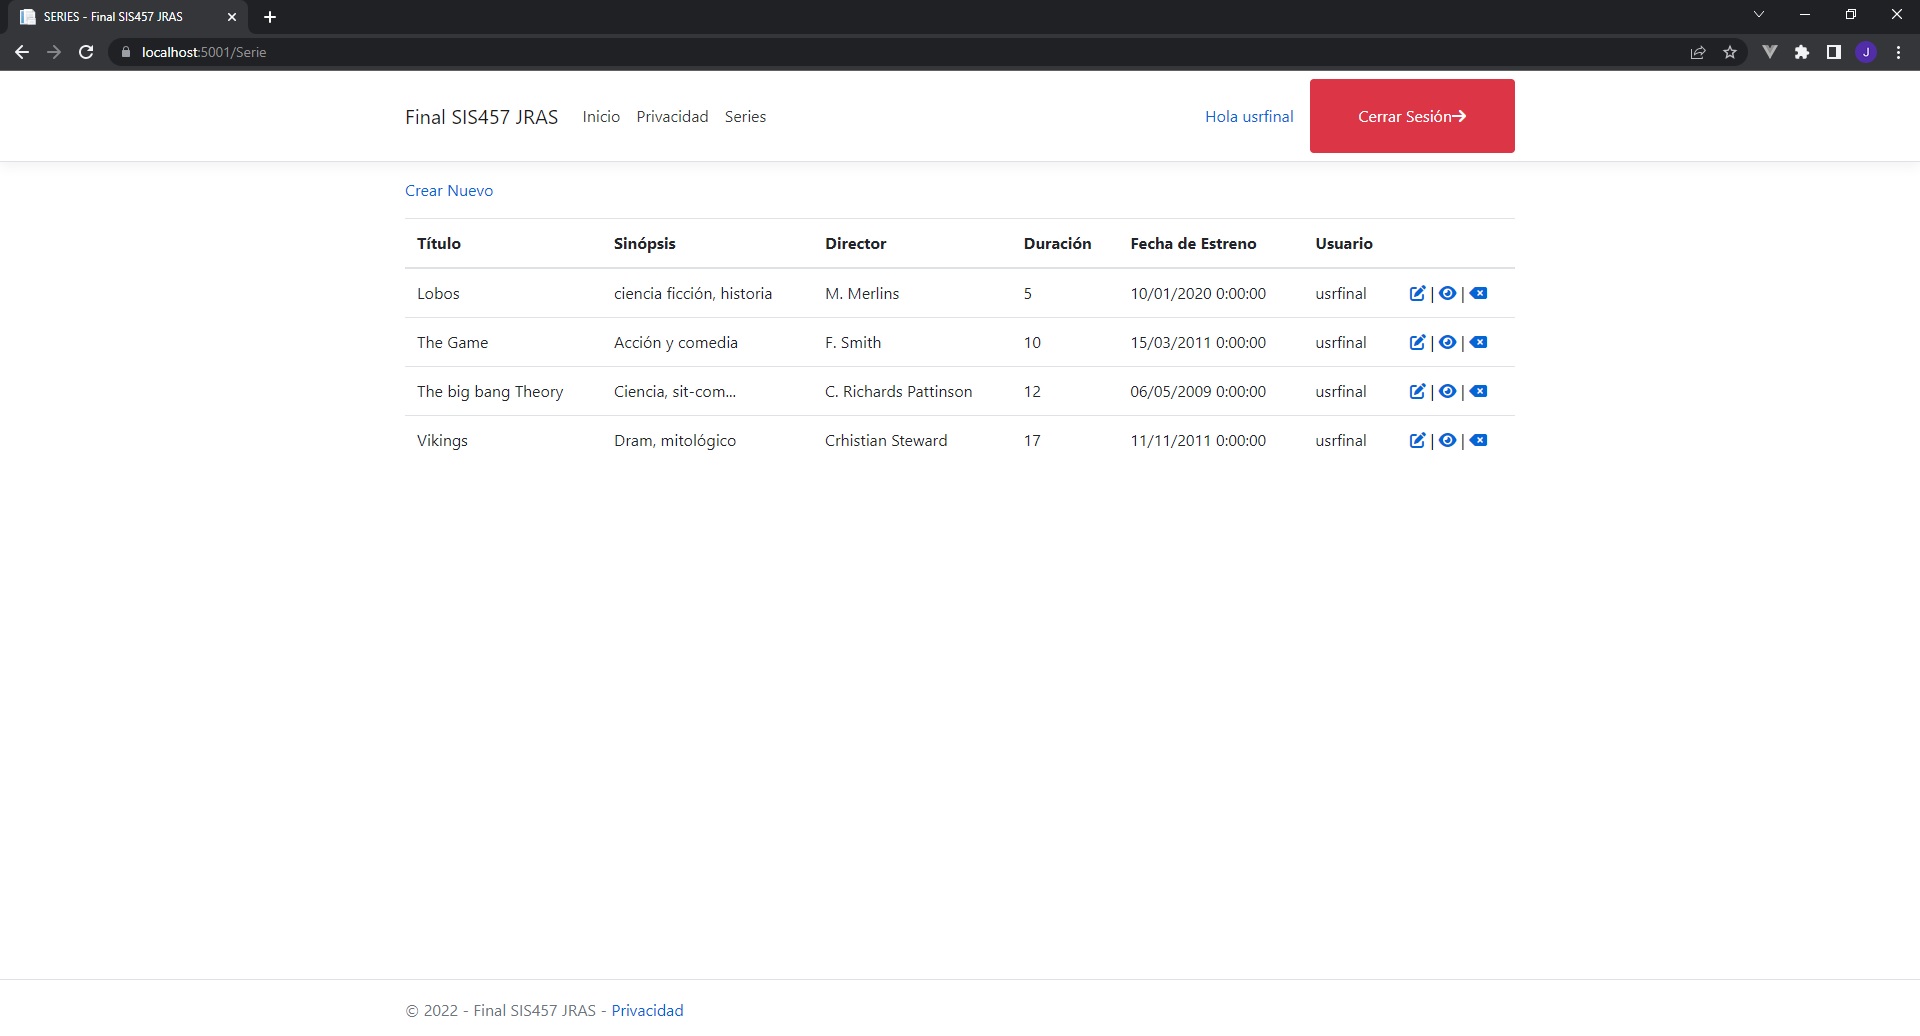 SERIES - Final SIS457 JRAS
localhost:5001/Serie
J
Final SIS457 JRAS Inicio Privacidad Series Hola usrfinal Cerrar Sesión
Crear Nuevo
Título Sinópsis Director Duración Fecha de Estreno Usuario
Lobos ciencia ficción, historia M. Merlins 5 10/01/2020 0:00:00 usrfinal | |
The Game Acción y comedia F. Smith 10 15/03/2011 0:00:00 usrfinal | |
The big bang Theory Ciencia, sit-com... C. Richards Pattinson 12 06/05/2009 0:00:00 usrfinal | |
Vikings Dram, mitológico Crhistian Steward 17 11/11/2011 0:00:00 usrfinal | |
© 2022 - Final SIS457 JRAS - Privacidad